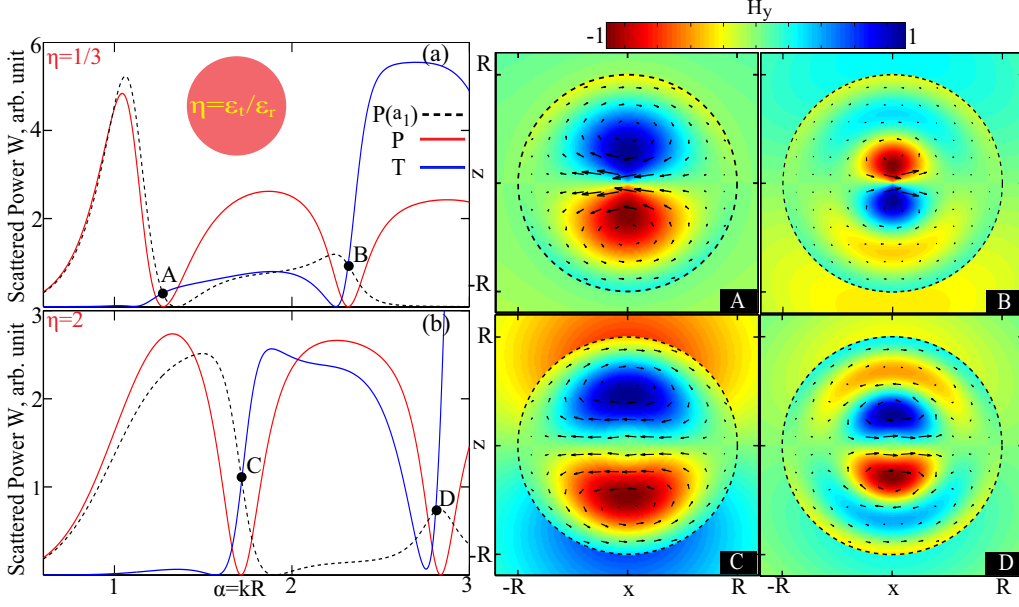 H_y
-1 1
6
η=1/3 (a)
η=ε_t/ε_r
P(a_1)
P
T
4
2
A
B
Scattered Power W, arb. unit
3
η=2 (b)
2
1
C
D
Scattered Power W, arb. unit
1 α=kR 2 3
R
z
-R
A
R
-R
B
R
z
-R
C
-R x R
R
-R
D
-R x R